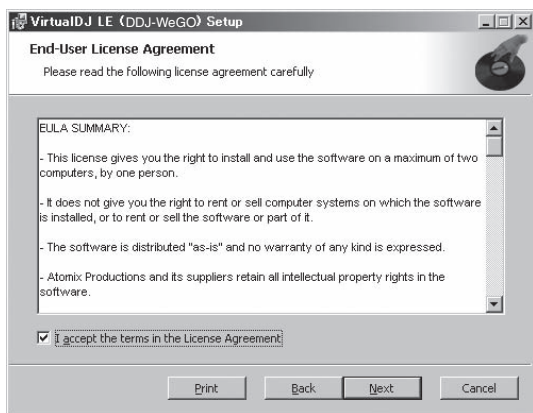 VirtualDJ LE (DDJ-WeGO) Setup
End-User License Agreement
Please read the following license agreement carefully
EULA SUMMARY:
- This license gives you the right to install and use the software on a maximum of two
computers, by one person.
- It does not give you the right to rent or sell computer systems on which the software
is installed, or to rent or sell the software or part of it.
- The software is distributed "as-is" and no warranty of any kind is expressed.
- Atomix Productions and its suppliers retain all intellectual property rights in the
software.
I accept the terms in the License Agreement
Print Back Next Cancel